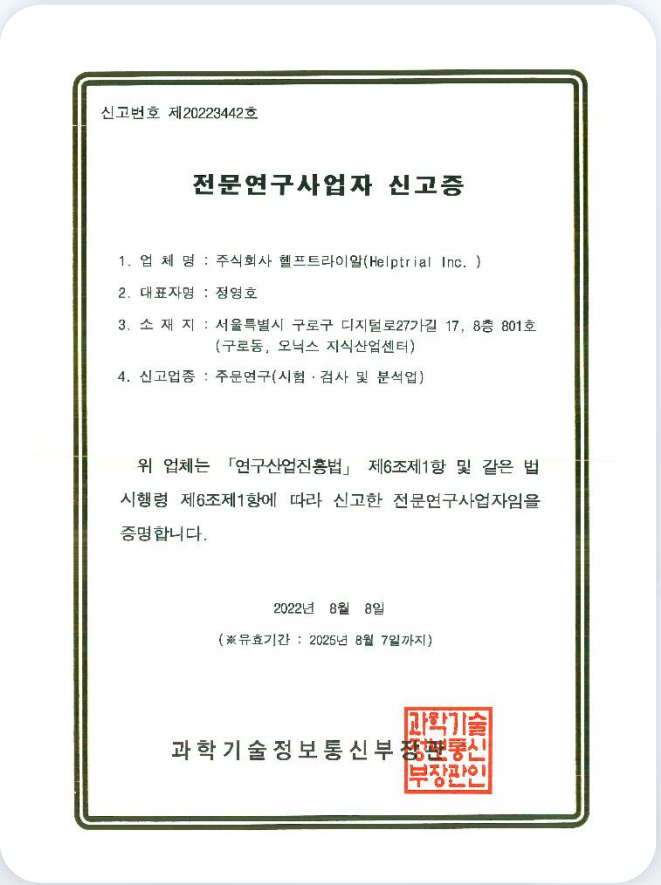 신고번호 제20223442호
전문연구사업자 신고증
1. 업 체 명 : 주식회사 헬프트라이알(Helptrial Inc. )
2. 대표자명 : 정영호
3. 소 재 지 : 서울특별시 구로구 디지털로27가길 17, 8층 801호
(구로동, 오닉스 지식산업센터)
4. 신고업종 : 주문연구(시험 · 검사 및 분석업)
위 업체는 「연구산업진흥법」 제6조제1항 및 같은 법
시행령 제6조제1항에 따라 신고한 전문연구사업자임을
증명합니다.
2022년 8월 8일
(※유효기간 : 2025년 8월 7일까지)
과학기술정보통신부장관
과학기술
정보통신
부장관인